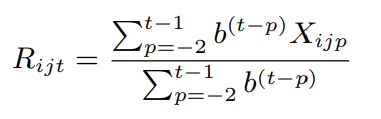 R_{ijt} = \frac{\sum_{p=-2}^{t-1} b^{(t-p)} X_{ijp}}{\sum_{p=-2}^{t-1} b^{(t-p)}}